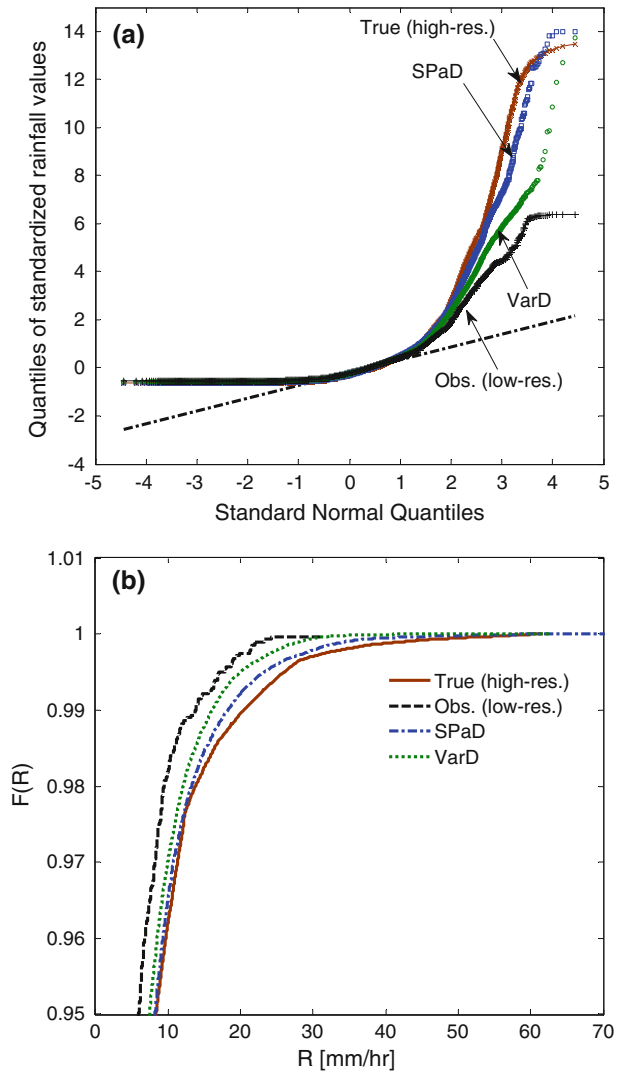 (a)
True (high-res.)
SPaD
VarD
Obs. (low-res.)
14
12
10
8
6
4
2
0
-2
-4
-5 -4 -3 -2 -1 0 1 2 3 4 5
Quantiles of standardized rainfall values
Standard Normal Quantiles
(b)
1.01
1
0.99
0.98
0.97
0.96
0.95
True (high-res.)
Obs. (low-res.)
SPaD
VarD
F(R)
0 10 20 30 40 50 60 70
R [mm/hr]